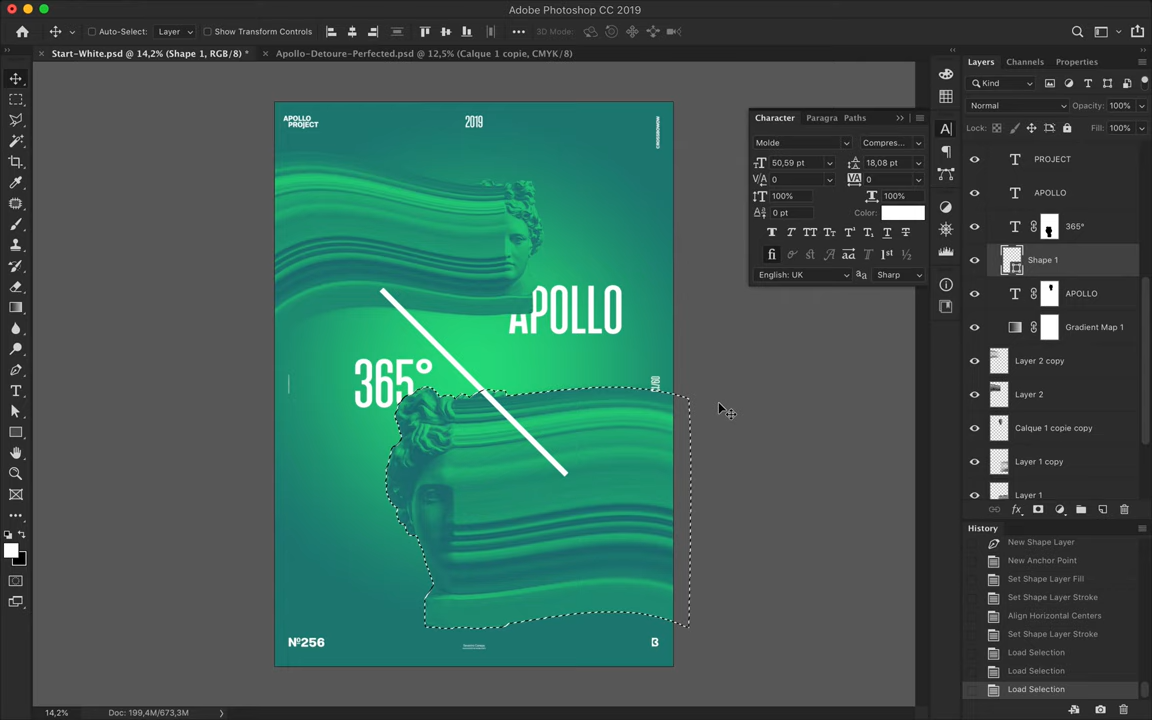 Adobe Photoshop CC 2019
Auto-Select:
Layer
Show Transform Controls
3D Mode:
Start-White.psd @ 14,2% (Shape 1, RGB/8) *
Apollo-Detoure-Perfected.psd @ 12,5% (Calque 1 copie, CMYK/8)
APOLLO
PROJECT
2019
CROSSBOWNOW
APOLLO
365°
Nº256
Character
Paragra
Paths
Molde
Compres...
50,59 pt
18,08 pt
0
0
100%
100%
0 pt
Color:
English: UK
Sharp
Layers
Channels
Properties
Kind
Normal
Opacity:
100%
Lock:
Fill:
100%
PROJECT
APOLLO
365°
Shape 1
APOLLO
Gradient Map 1
Layer 2 copy
Layer 2
Calque 1 copie copy
Layer 1 copy
Layer 1
History
New Shape Layer
New Anchor Point
Set Shape Layer Fill
Set Shape Layer Stroke
Align Horizontal Centers
Set Shape Layer Stroke
Load Selection
Load Selection
Load Selection
14,2%
Doc: 199,4M/673,3M